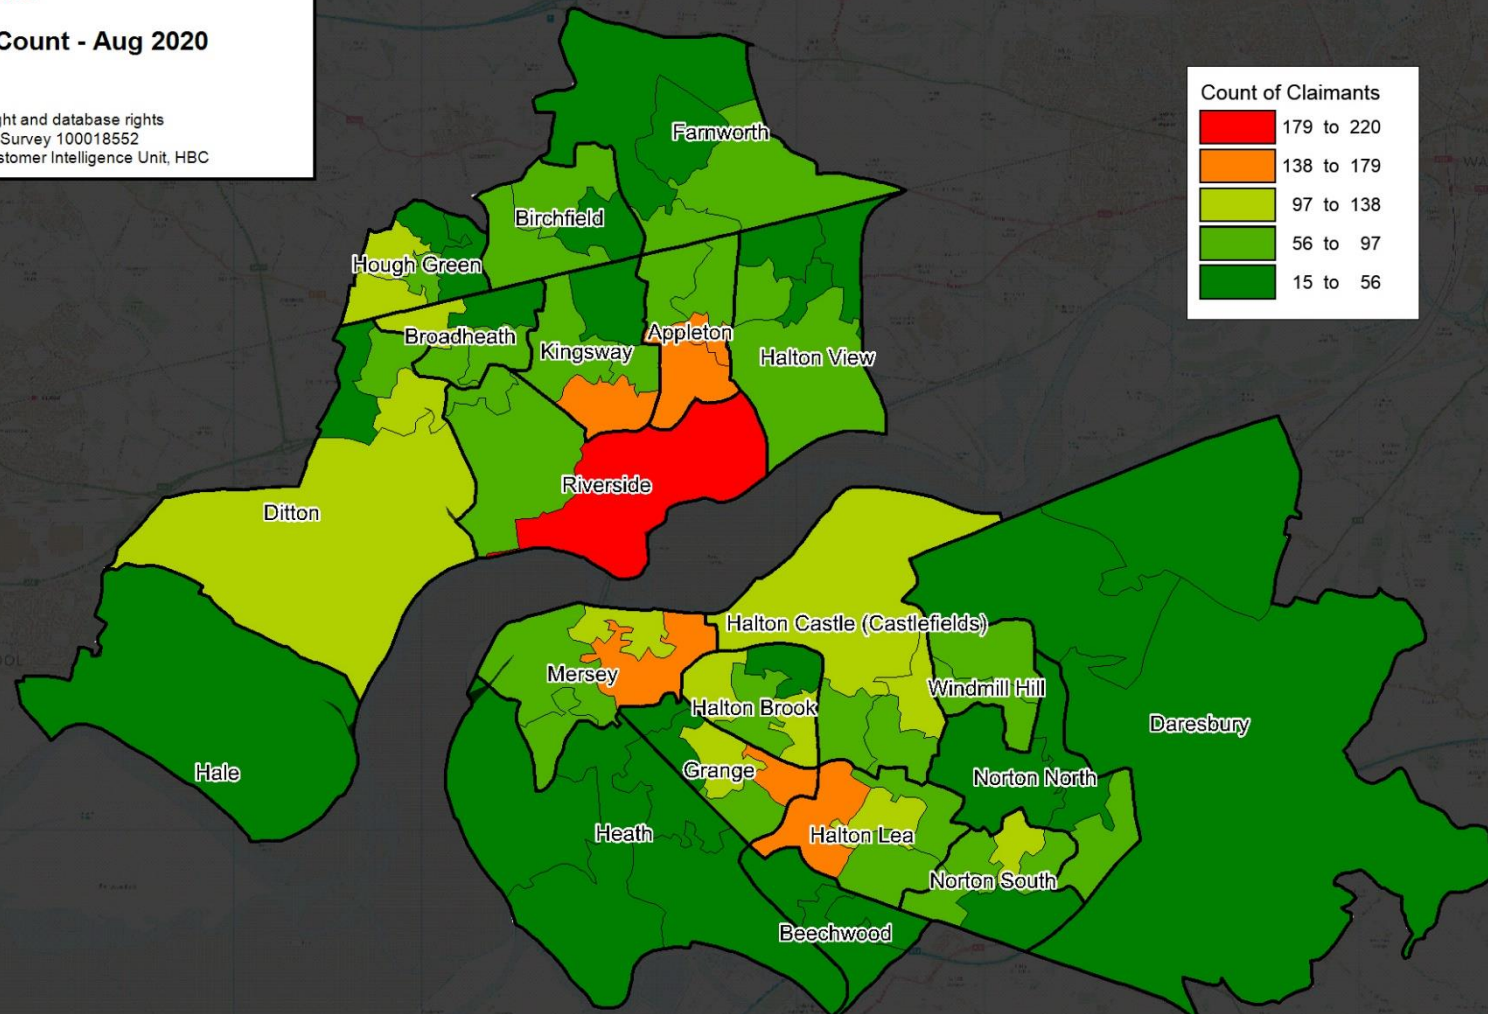 Count - Aug 2020
ght and database rights
Survey 100018552
stomer Intelligence Unit, HBC
Count of Claimants
179 to 220
138 to 179
97 to 138
56 to 97
15 to 56
Farnworth
Birchfield
Hough Green
Broadheath
Kingsway
Appleton
Halton View
Riverside
Ditton
Halton Castle (Castlefields)
Mersey
Windmill Hill
Halton Brook
Daresbury
Hale
Grange
Norton North
Heath
Halton Lea
Norton South
Beechwood